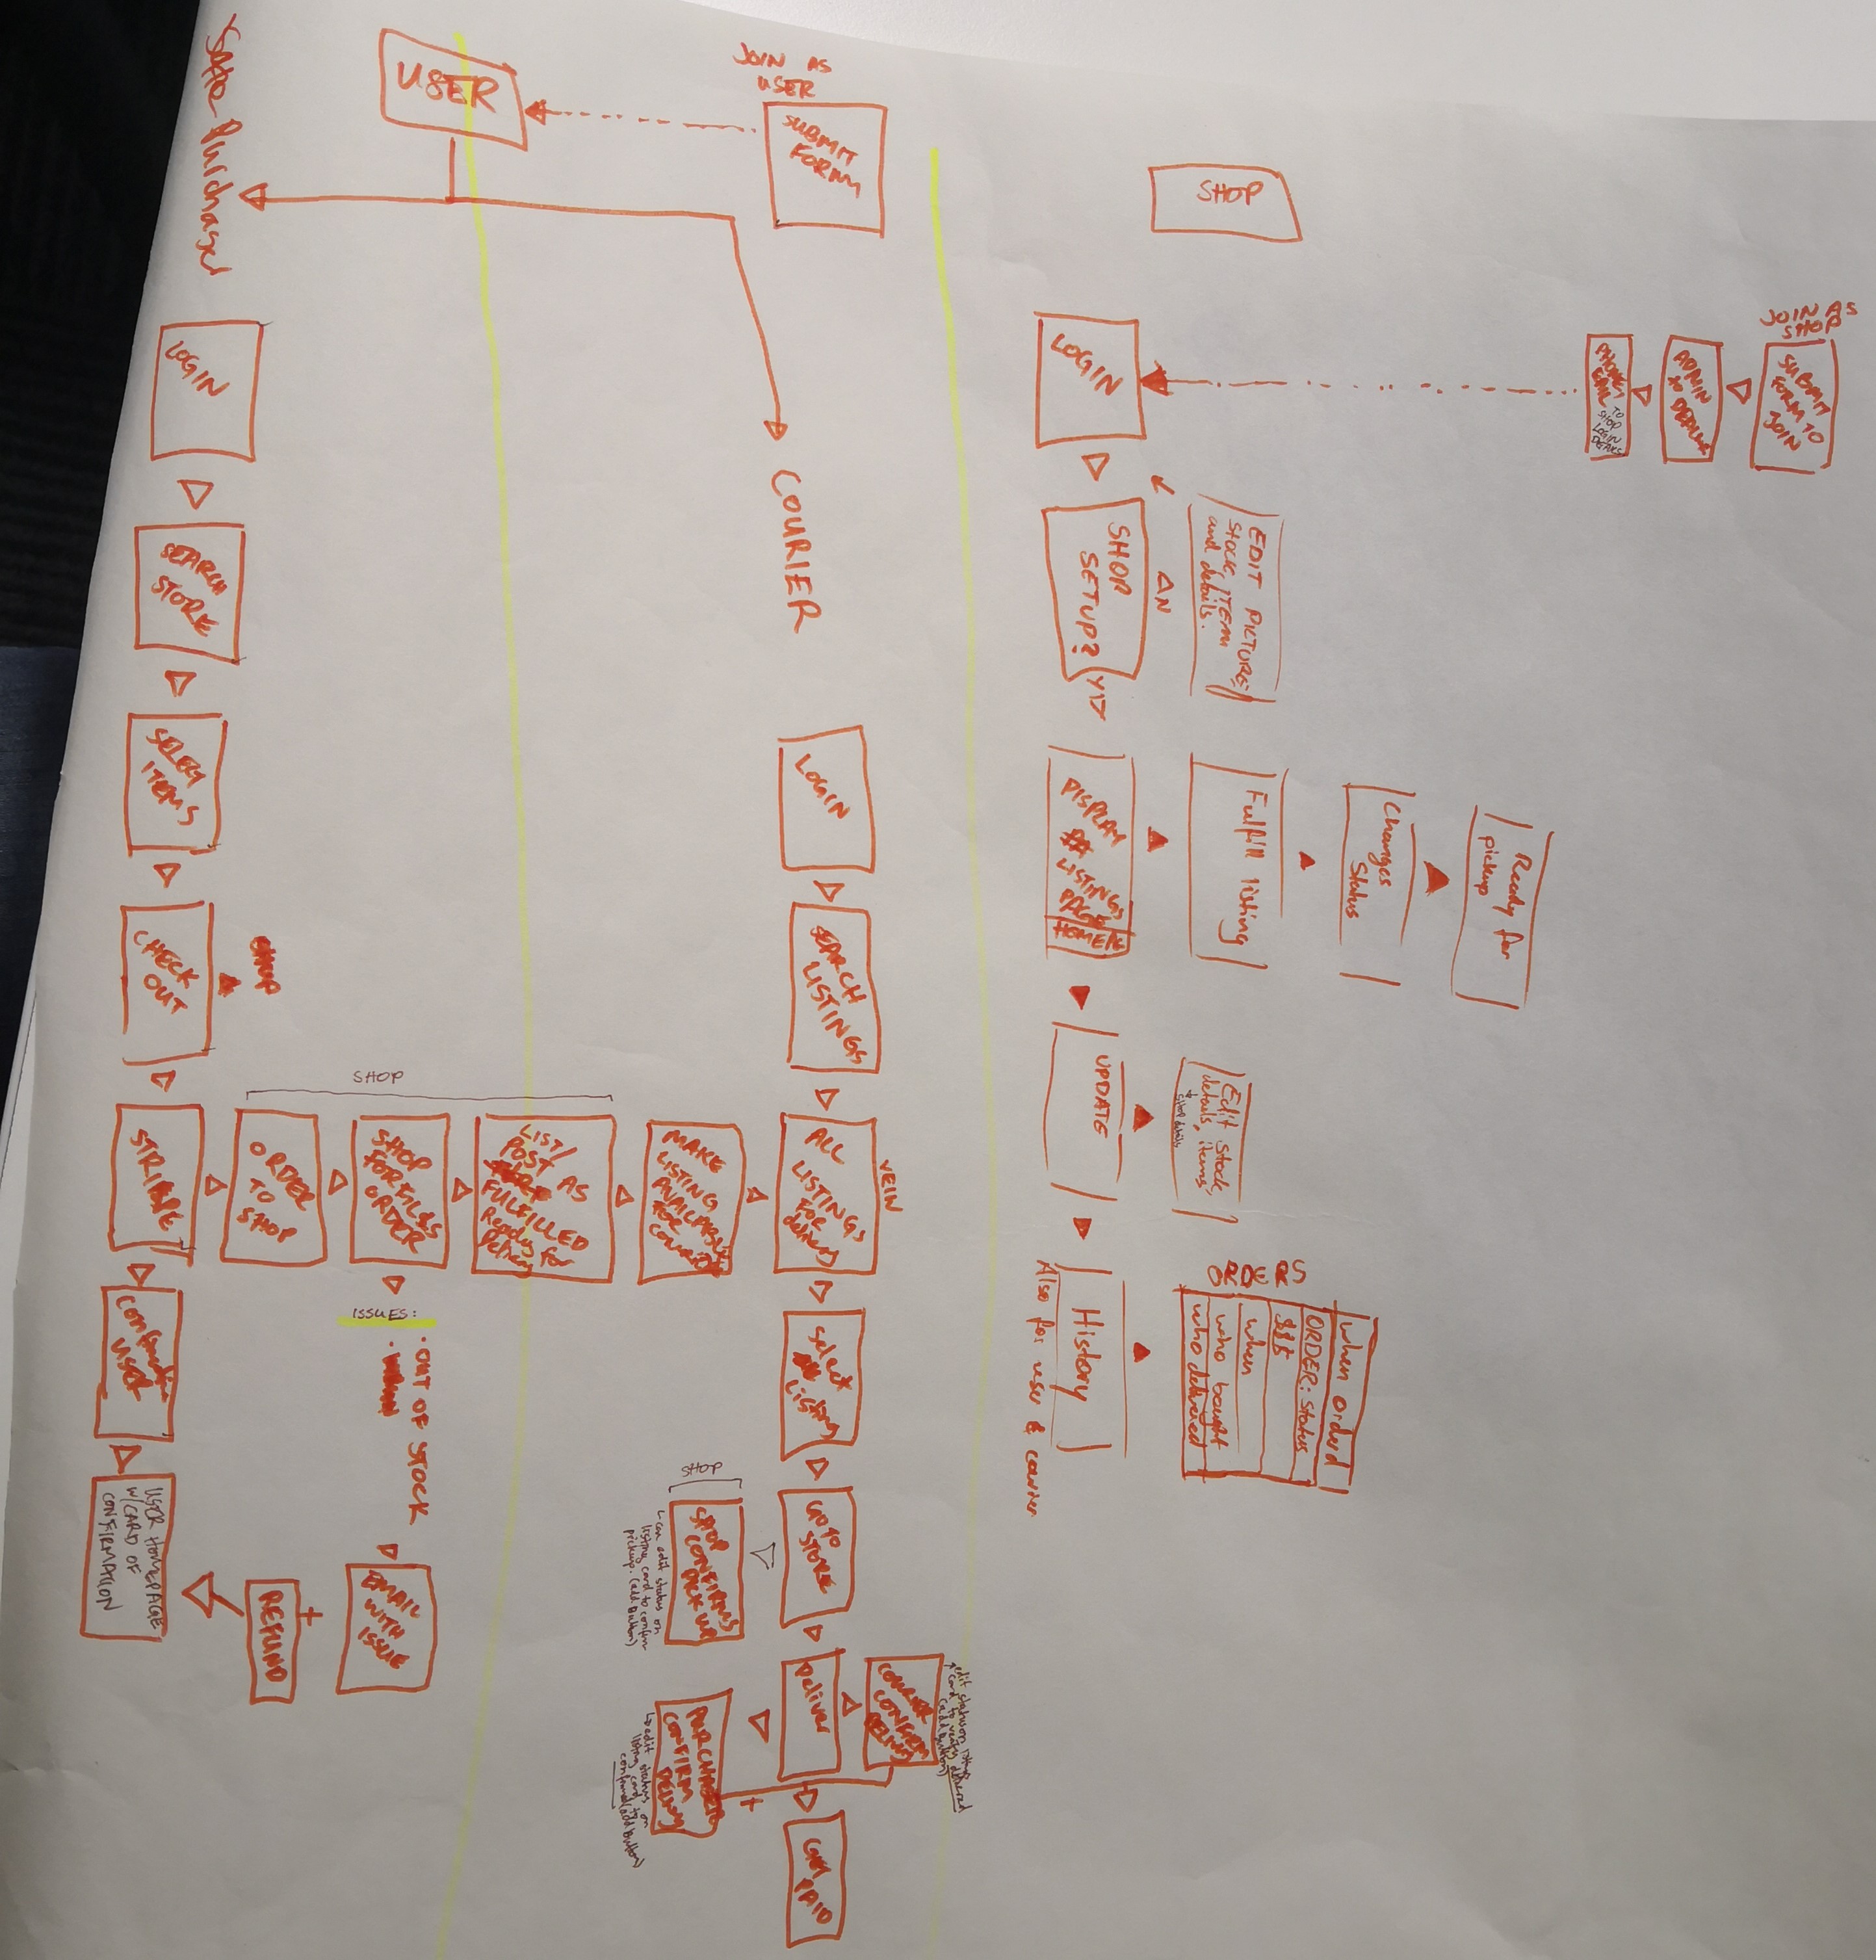 JOIN AS
SHOP
SUBMIT
FORM TO
JOIN
ADMIN
to
PHONE/
TO
SHOP
LOGIN
DETAILS
Ready for
pickup
Changes
Status
Fulfill listing
EDIT PICTURE,
STOCK, ITEM
and details.
SHOP
LOGIN
N
SHOP
SETUP?
Y
DISPLAY
LISTINGS
PAGE
Edit stock,
details, items
SHOP details
UPDATE
ORDERS
when orderd
ORDER: Status
$$$
when
who bought
who delivered
History
Also for user & courier
JOIN AS
USER
SUBMIT
FORM
COURIER
LOGIN
SEARCH
LISTINGS
VEIW
ALL
LISTINGS
FOR
delivery
Select
Listing
GO TO
STORE
Deliver
edit status on listings
card to verify delivered
(add Button)
COURIER
CONFIRM
DELIVERY
GET
PAID
SHOP
SHOP
CONFIRMS
PICK UP
can edit status on
listing card to confirm
pickup. (add Button)
+
PURCHASER
CONFIRM
DELIVERY
edit status on
listing card to
confirmed (add Button)
MAKE
LISTING
AVAILABLE
FOR
COURIER
LIST/
POST AS
FULFILLED
Ready for
Delivery
SHOP
SHOP
FORFILLS
ORDER
ISSUES:
• OUT OF STOCK
EMAIL
WITH
ISSUE
+
REFUND
ORDER
TO
SHOP
USER
Purchaser
LOGIN
SEARCH
STORE
SELECT
ITEMS
SHOP
CHECK
OUT
STRIPE
Confirmation
USER
USER HOMEPAGE
W/CARD OF
CONFIRMATION